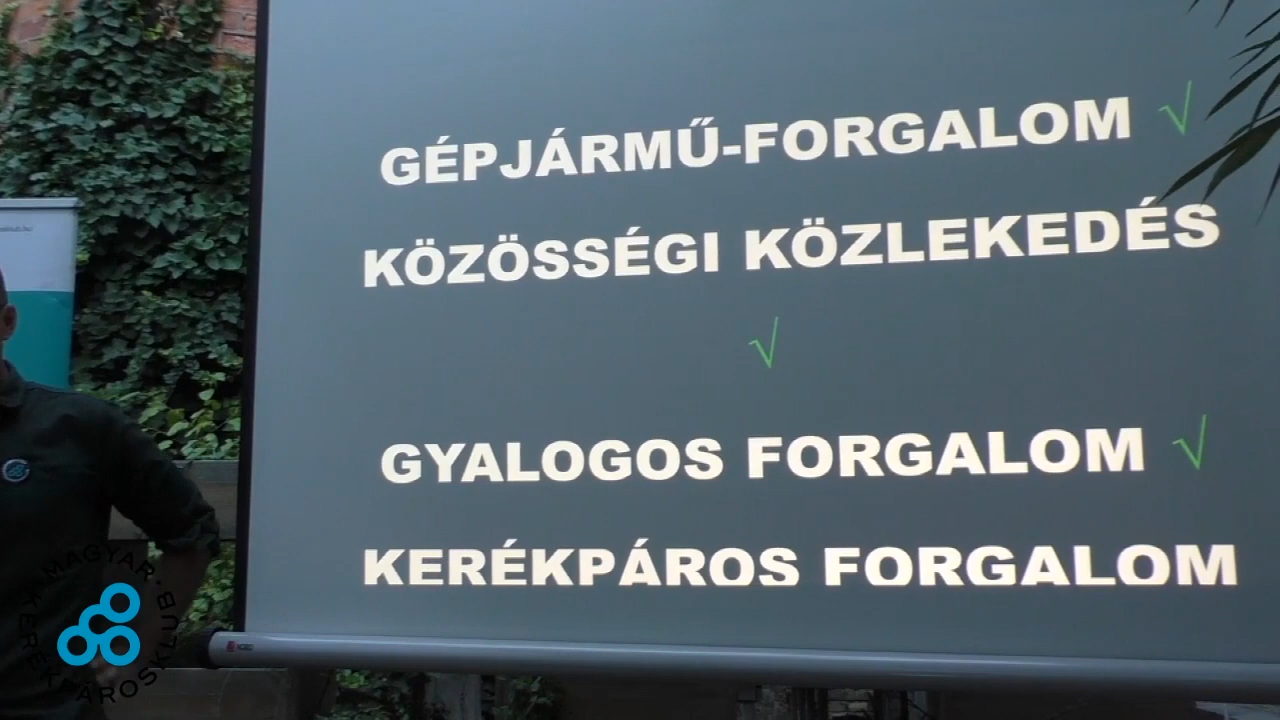 GÉPJÁRMŰ-FORGALOM √
KÖZÖSSÉGI KÖZLEKEDÉS
√
GYALOGOS FORGALOM √
KERÉKPÁROS FORGALOM
MAGYAR KERÉKPÁROSKLUB